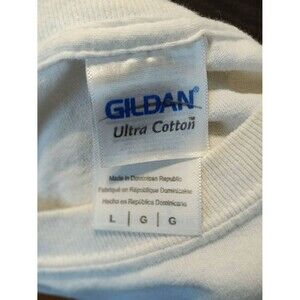 GILDAN®
Ultra Cotton™
Made in Dominican Republic
Fabriqué en République Dominicaine
Hecho en República Dominicana
L | G | G